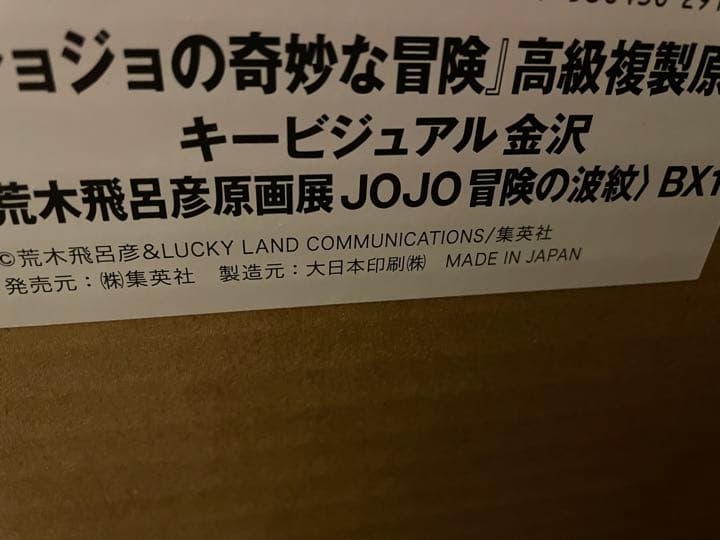 ョジョの奇妙な冒険』高級複製原
キービジュアル 金沢
荒木飛呂彦原画展 JOJO 冒険の波紋〉 BX1
©荒木飛呂彦&LUCKY LAND COMMUNICATIONS/集英社
発売元：㈱集英社　製造元：大日本印刷㈱　MADE IN JAPAN